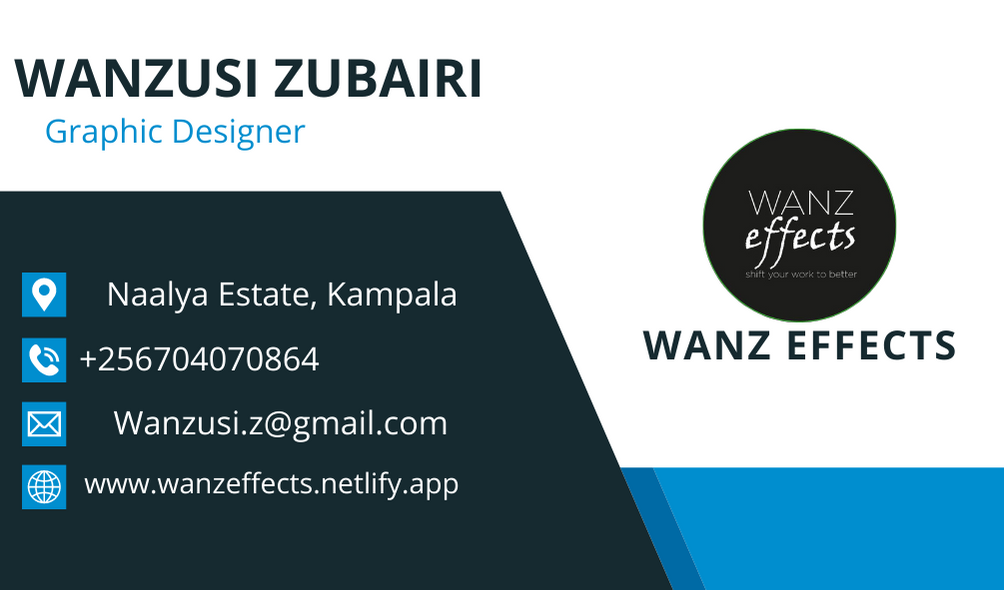 WANZUSI ZUBAIRI
Graphic Designer
Naalya Estate, Kampala
+256704070864
Wanzusi.z@gmail.com
www.wanzeffects.netlify.app
WANZ
effects
shift your work to better
WANZ EFFECTS